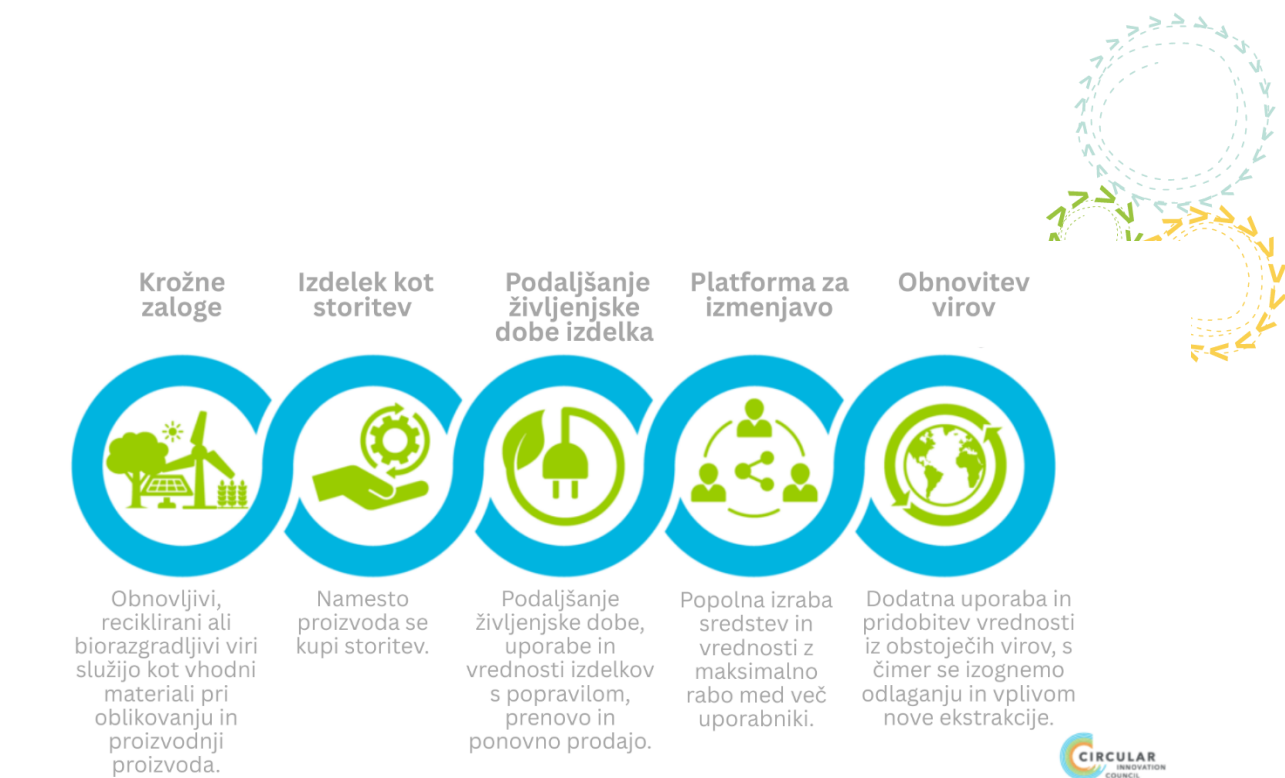 Krožne
zaloge
Izdelek kot
storitev
Podaljšanje
življenjske
dobe izdelka
Platforma za
izmenjavo
Obnovitev
virov
Obnovljivi,
reciklirani ali
biorazgradljivi viri
služijo kot vhodni
materiali pri
oblikovanju in
proizvodnji
proizvoda.
Namesto
proizvoda se
kupi storitev.
Podaljšanje
življenjske dobe,
uporabe in
vrednosti izdelkov
s popravilom,
prenovo in
ponovno prodajo.
Popolna izraba
sredstev in
vrednosti z
maksimalno
rabo med več
uporabniki.
Dodatna uporaba in
pridobitev vrednosti
iz obstoječih virov, s
čimer se izognemo
odlaganju in vplivom
nove ekstrakcije.
CIRCULAR
INNOVATION
COUNCIL